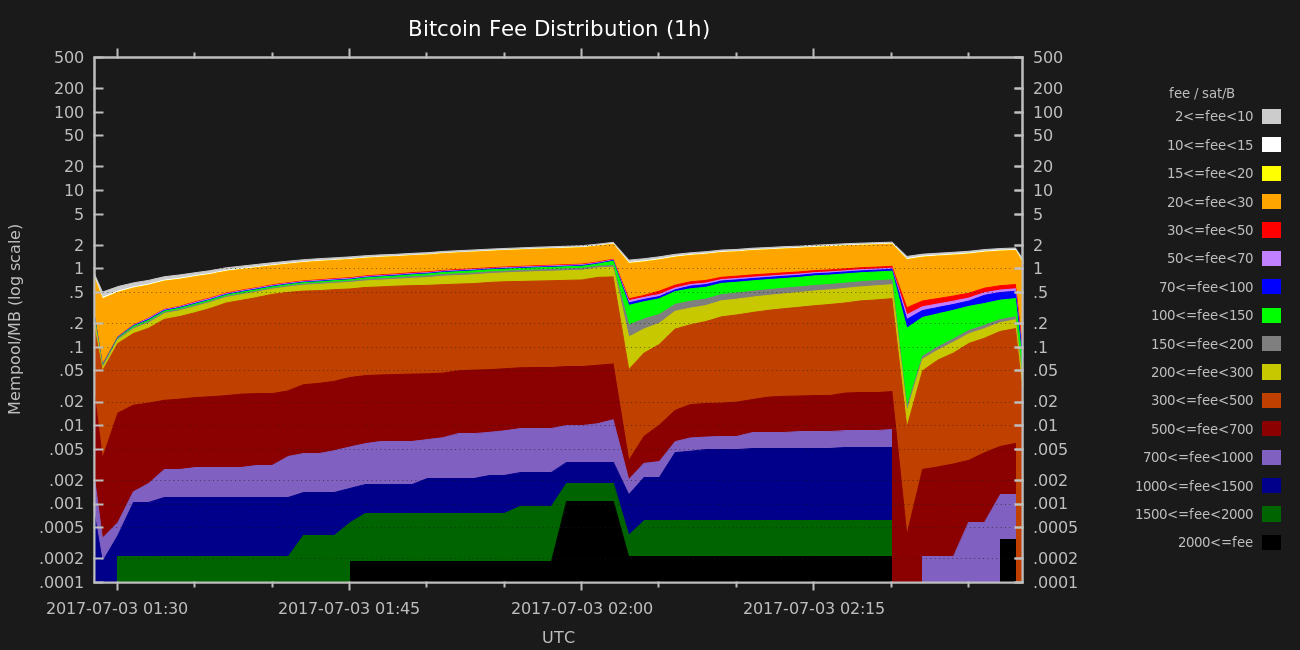 Bitcoin Fee Distribution (1h)
500
200
100
50
20
10
5
2
1
.5
.2
.1
.05
.02
.01
.005
.002
.001
.0005
.0002
.0001
Mempool/MB (log scale)
500
200
100
50
20
10
5
2
1
.5
.2
.1
.05
.02
.01
.005
.002
.001
.0005
.0002
.0001
2017-07-03 01:30
2017-07-03 01:45
2017-07-03 02:00
2017-07-03 02:15
UTC
fee / sat/B
2<=fee<10
10<=fee<15
15<=fee<20
20<=fee<30
30<=fee<50
50<=fee<70
70<=fee<100
100<=fee<150
150<=fee<200
200<=fee<300
300<=fee<500
500<=fee<700
700<=fee<1000
1000<=fee<1500
1500<=fee<2000
2000<=fee